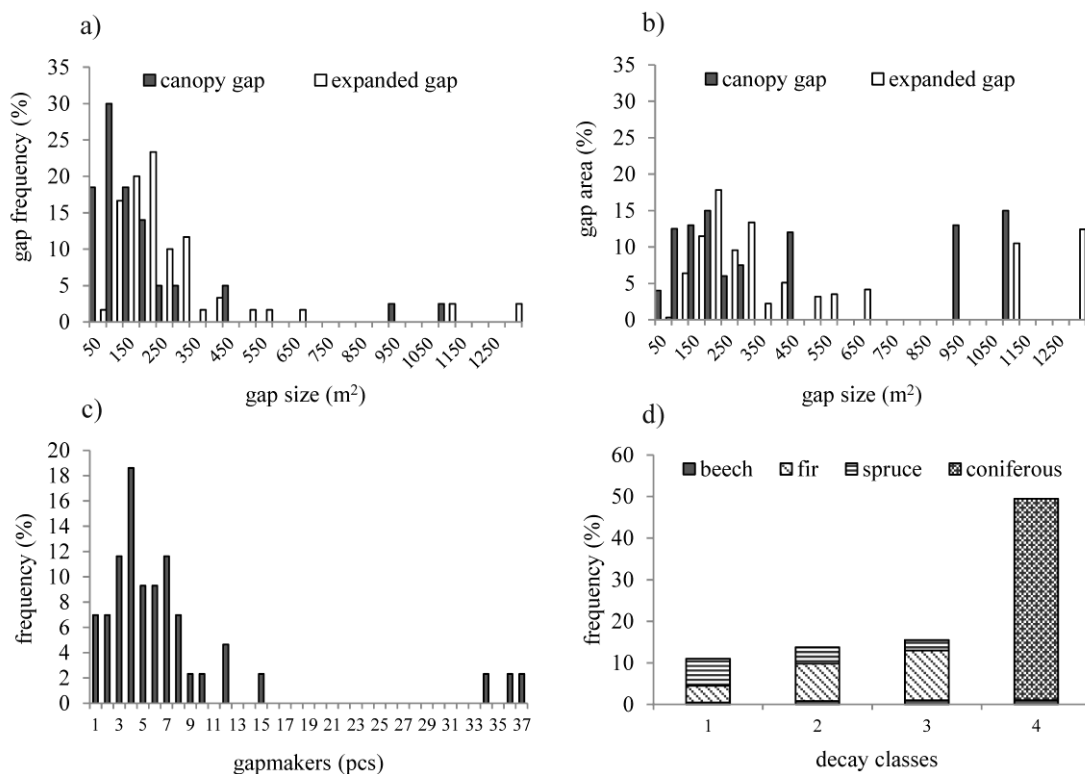 a)
canopy gap expanded gap
gap frequency (%)
35
30
25
20
15
10
5
0
50 150 250 350 450 550 650 750 850 950 1050 1150 1250
gap size (m²)
b)
canopy gap expanded gap
gap area (%)
35
30
25
20
15
10
5
0
50 150 250 350 450 550 650 750 850 950 1050 1150 1250
gap size (m²)
c)
frequency (%)
20
18
16
14
12
10
8
6
4
2
0
1 3 5 7 9 11 13 15 17 19 21 23 25 27 29 31 33 35 37
gapmakers (pcs)
d)
beech fir spruce coniferous
frequency (%)
60
50
40
30
20
10
0
1 2 3 4
decay classes